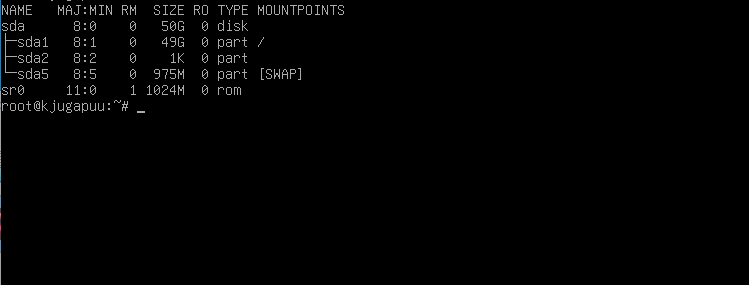 NAME   MAJ:MIN RM  SIZE RO TYPE MOUNTPOINTS
sda      8:0    0   50G  0 disk
├─sda1   8:1    0   49G  0 part /
├─sda2   8:2    0    1K  0 part
└─sda5   8:5    0  975M  0 part [SWAP]
sr0     11:0    1 1024M  0 rom
root@kjugapuu:~# _